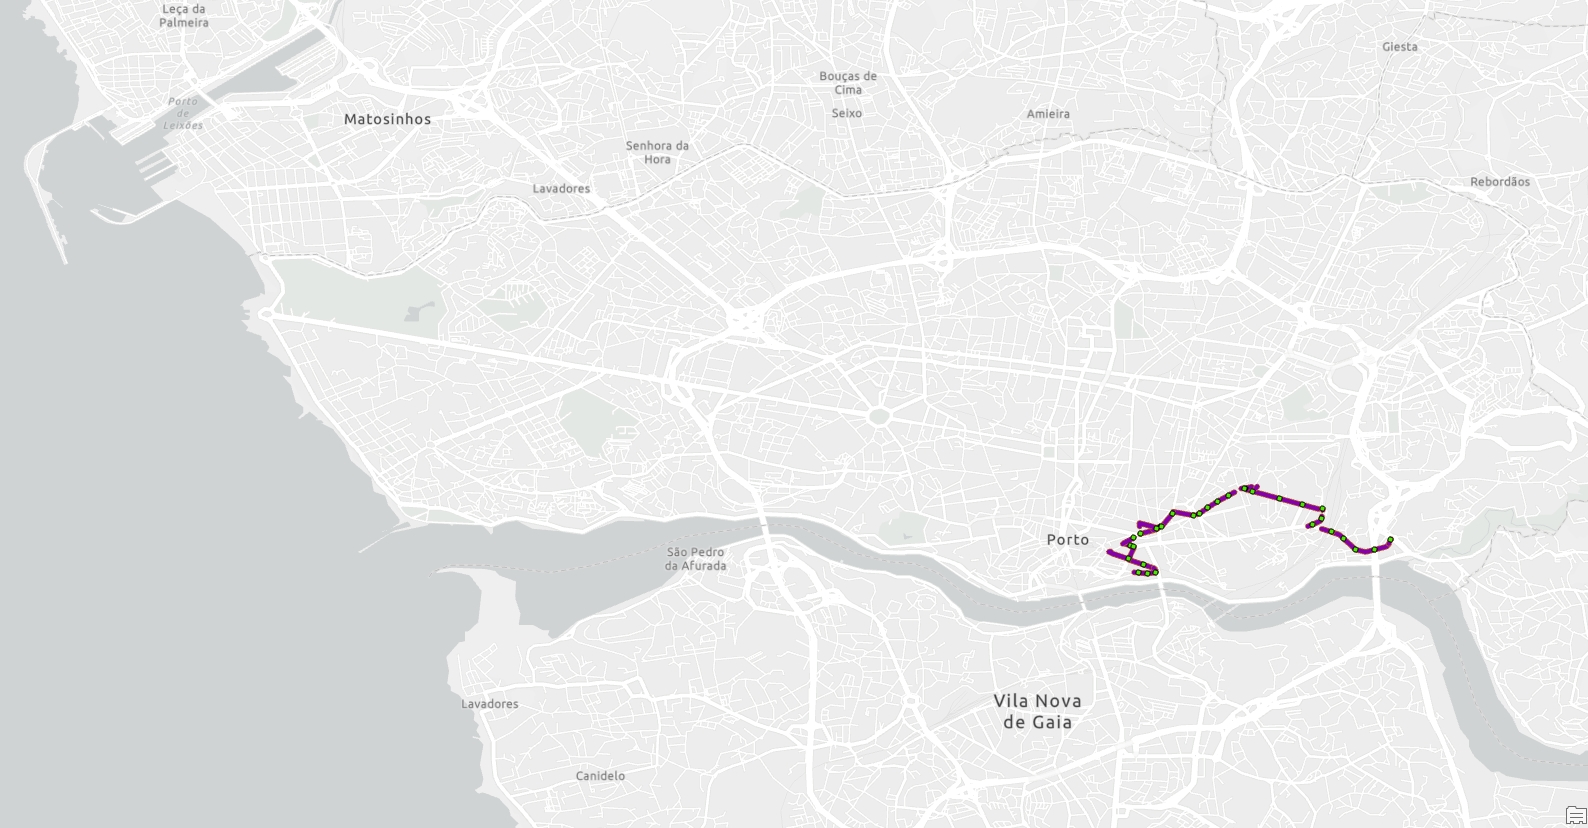 Leça da
Palmeira
Giesta
Bouças de
Cima
Seixo
Amieira
Porto
de
Leixões
Matosinhos
Senhora da
Hora
Lavadores
Rebordãos
Porto
São Pedro
da Afurada
Lavadores
Vila Nova
de Gaia
Canidelo